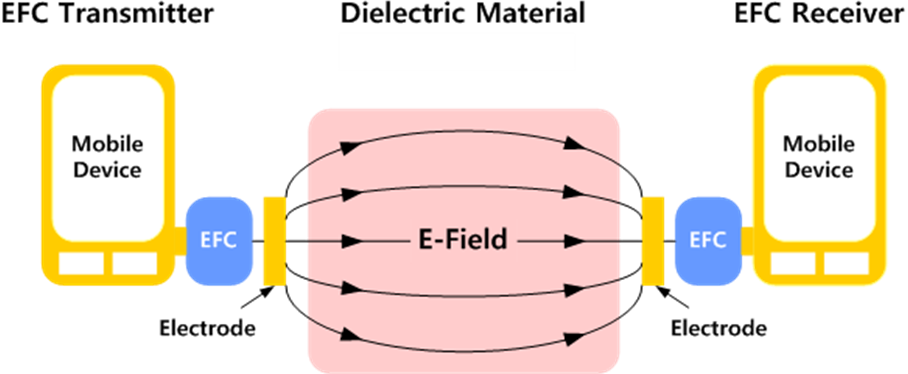 EFC Transmitter
Dielectric Material
EFC Receiver
Mobile
Device
EFC
E-Field
EFC
Mobile
Device
Electrode
Electrode